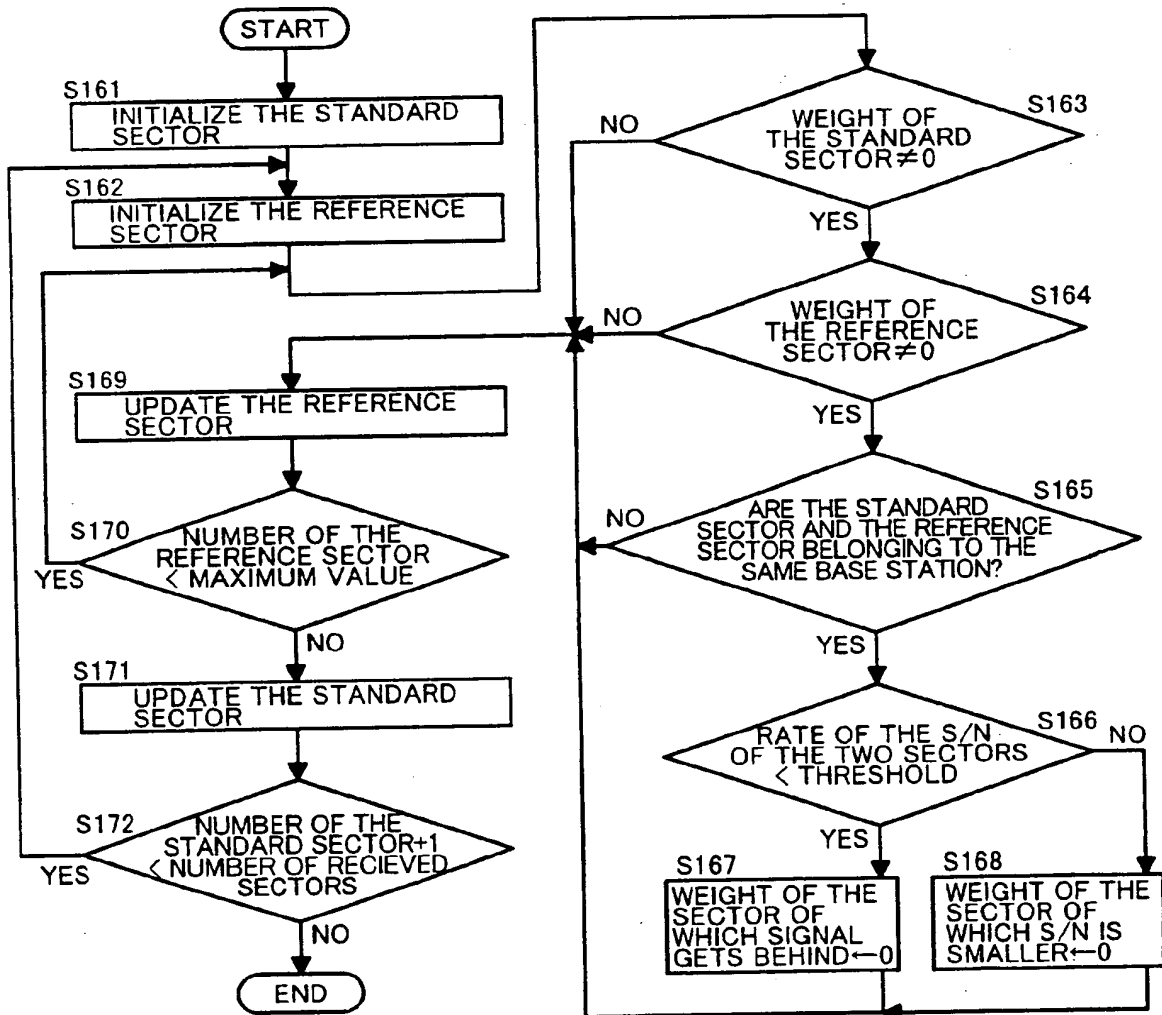 START
S161
INITIALIZE THE STANDARD
SECTOR
S162
INITIALIZE THE REFERENCE
SECTOR
S163
WEIGHT OF
THE STANDARD
SECTOR≠0
NO
YES
S164
WEIGHT OF
THE REFERENCE
SECTOR≠0
NO
YES
S165
ARE THE STANDARD
SECTOR AND THE REFERENCE
SECTOR BELONGING TO THE
SAME BASE STATION?
NO
YES
S166
RATE OF THE S/N
OF THE TWO SECTORS
< THRESHOLD
NO
YES
S167
WEIGHT OF THE
SECTOR OF
WHICH SIGNAL
GETS BEHIND←0
S168
WEIGHT OF THE
SECTOR OF
WHICH S/N IS
SMALLER←0
S169
UPDATE THE REFERENCE
SECTOR
S170
NUMBER OF THE
REFERENCE SECTOR
< MAXIMUM VALUE
YES
NO
S171
UPDATE THE STANDARD
SECTOR
S172
NUMBER OF THE
STANDARD SECTOR+1
< NUMBER OF RECIEVED
SECTORS
YES
NO
END